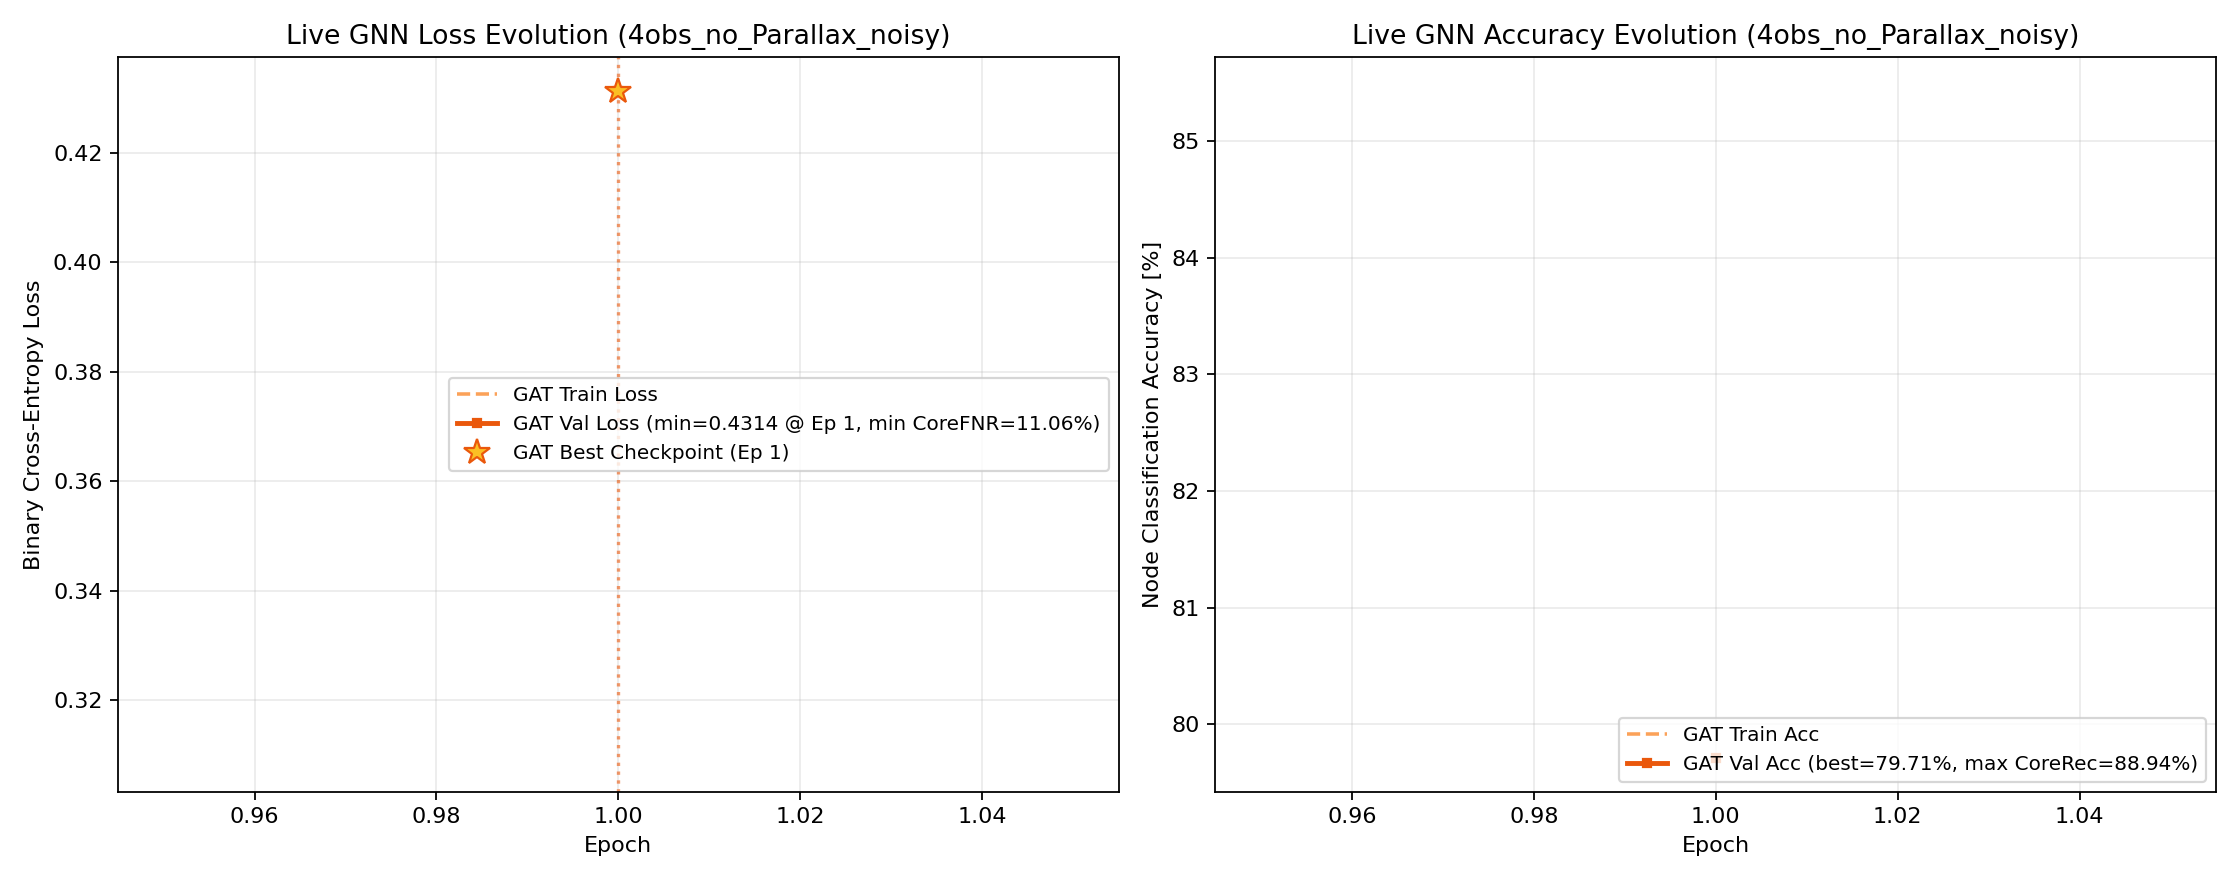 Live GNN Loss Evolution (4obs_no_Parallax_noisy)
Binary Cross-Entropy Loss
0.42
0.40
0.38
0.36
0.34
0.32
GAT Train Loss
GAT Val Loss (min=0.4314 @ Ep 1, min CoreFNR=11.06%)
GAT Best Checkpoint (Ep 1)
0.96 0.98 1.00 1.02 1.04
Epoch
Live GNN Accuracy Evolution (4obs_no_Parallax_noisy)
Node Classification Accuracy [%]
85
84
83
82
81
80
GAT Train Acc
GAT Val Acc (best=79.71%, max CoreRec=88.94%)
0.96 0.98 1.00 1.02 1.04
Epoch